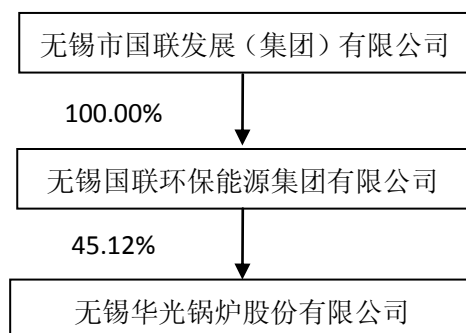 无锡市国联发展（集团）有限公司
100.00%
无锡国联环保能源集团有限公司
45.12%
无锡华光锅炉股份有限公司